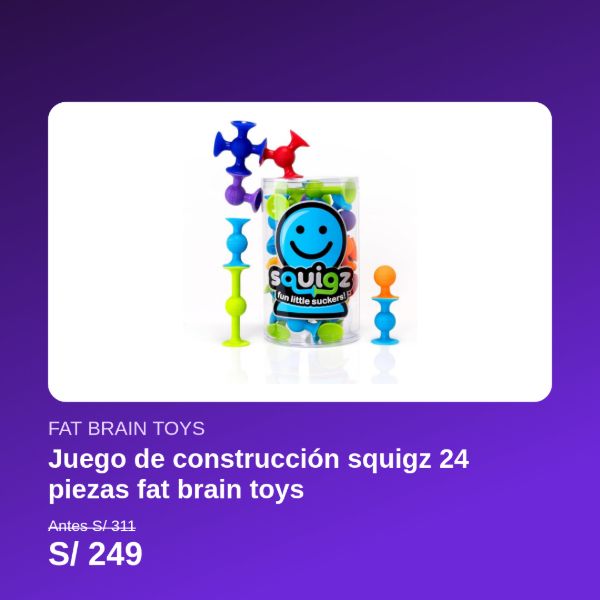 squigz
fun little suckers!
FAT BRAIN TOYS
Juego de construcción squigz 24
piezas fat brain toys
Antes S/ 311
S/ 249